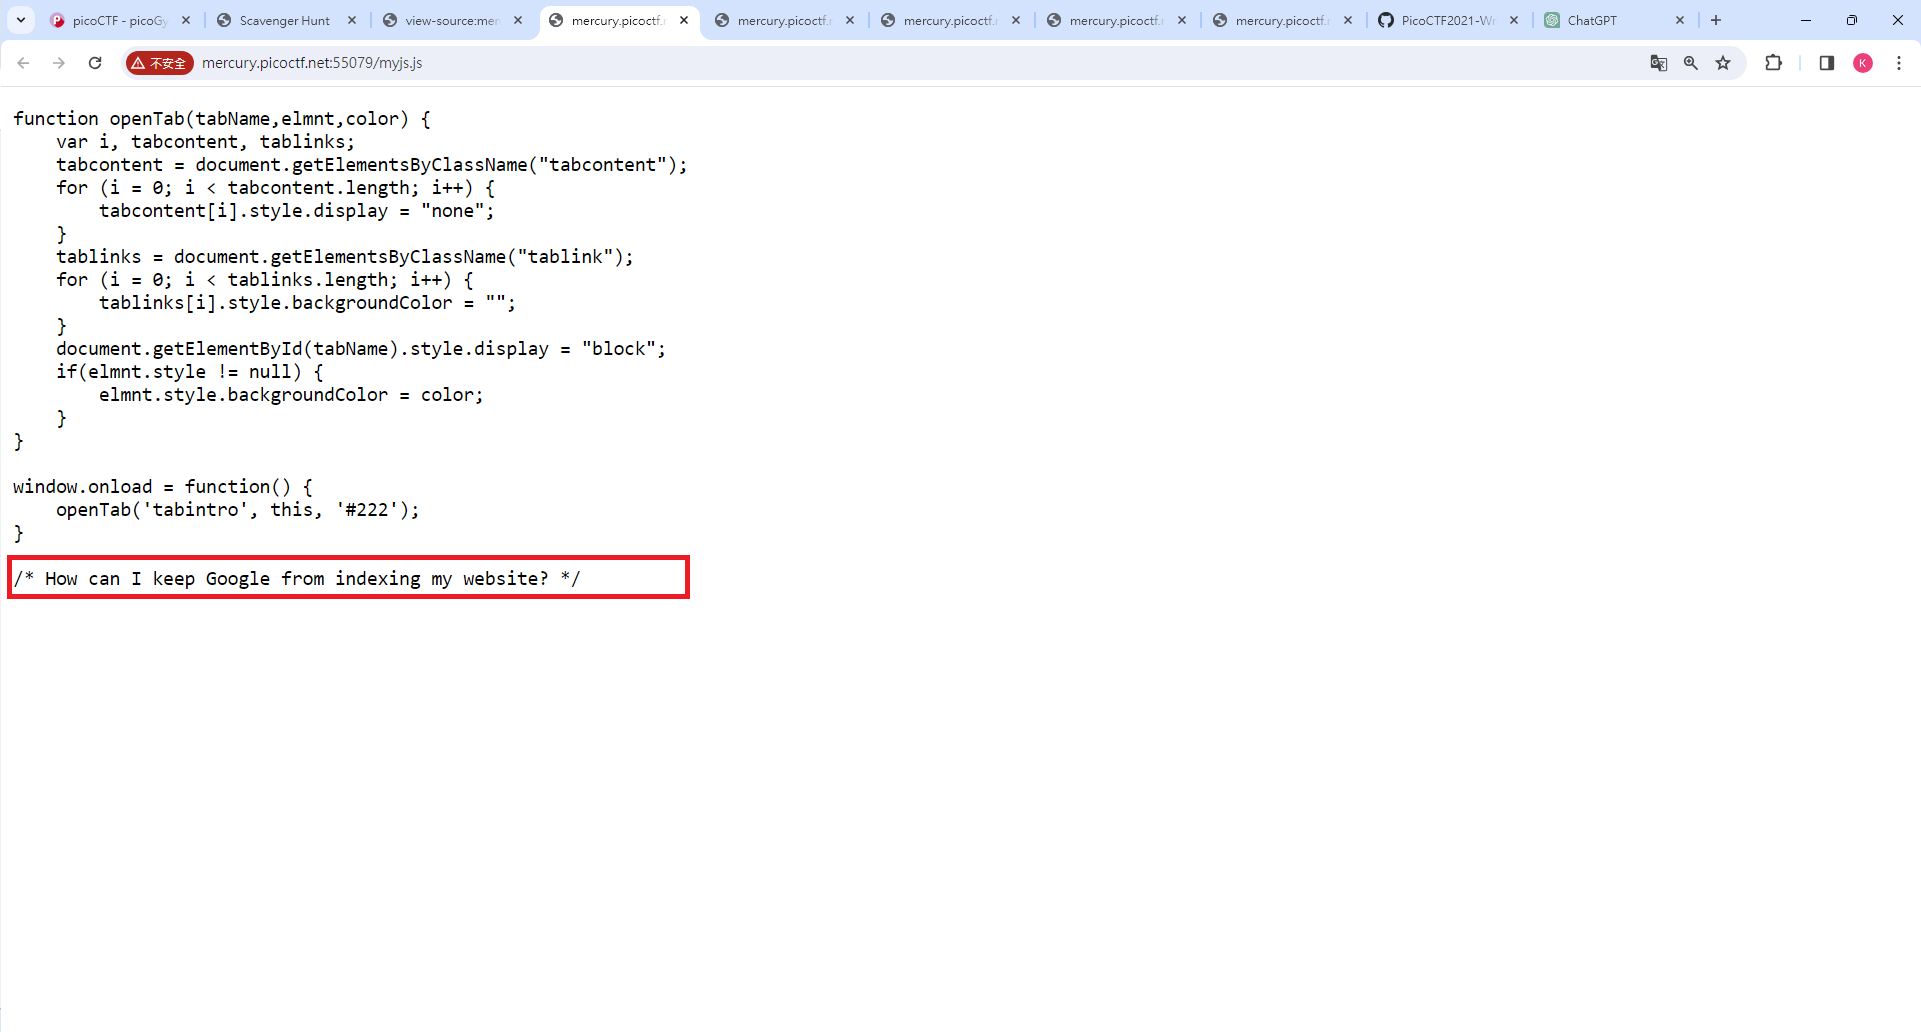 picoCTF - picoGy
Scavenger Hunt
view-source:mer
mercury.picoctf.n
mercury.picoctf.n
mercury.picoctf.n
mercury.picoctf.n
mercury.picoctf.n
PicoCTF2021-Wr
ChatGPT
不安全
mercury.picoctf.net:55079/myjs.js
K
function openTab(tabName,elmnt,color) {
    var i, tabcontent, tablinks;
    tabcontent = document.getElementsByClassName("tabcontent");
    for (i = 0; i < tabcontent.length; i++) {
        tabcontent[i].style.display = "none";
    }
    tablinks = document.getElementsByClassName("tablink");
    for (i = 0; i < tablinks.length; i++) {
        tablinks[i].style.backgroundColor = "";
    }
    document.getElementById(tabName).style.display = "block";
    if(elmnt.style != null) {
        elmnt.style.backgroundColor = color;
    }
}
window.onload = function() {
    openTab('tabintro', this, '#222');
}
/* How can I keep Google from indexing my website? */